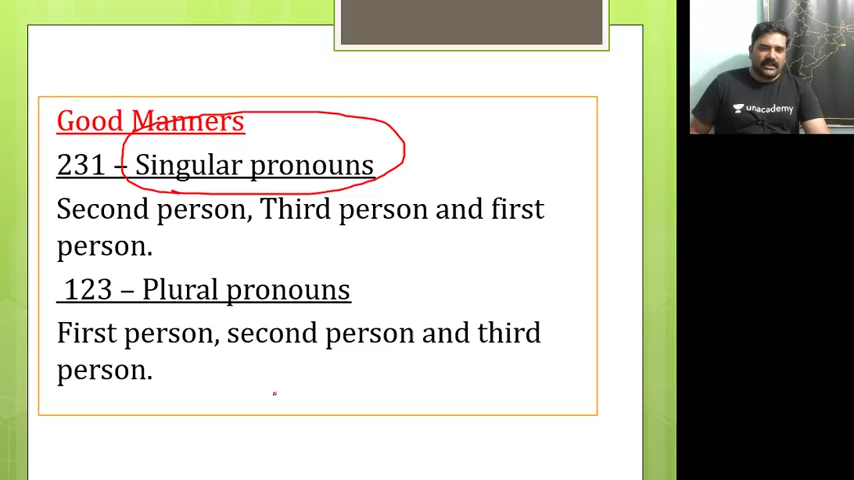 Good Manners
231 – Singular pronouns
Second person, Third person and first
person.
123 – Plural pronouns
First person, second person and third
person.
unacademy